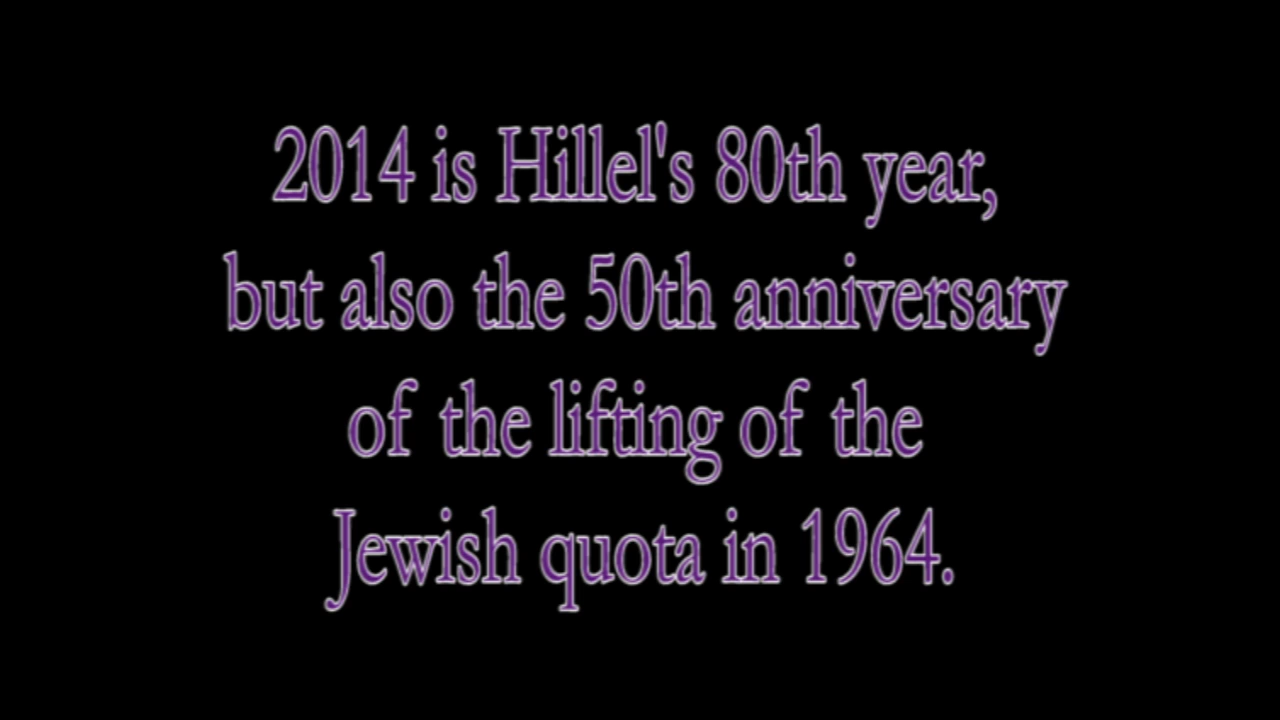 2014 is Hillel's 80th year,
but also the 50th anniversary
of the lifting of the
Jewish quota in 1964.